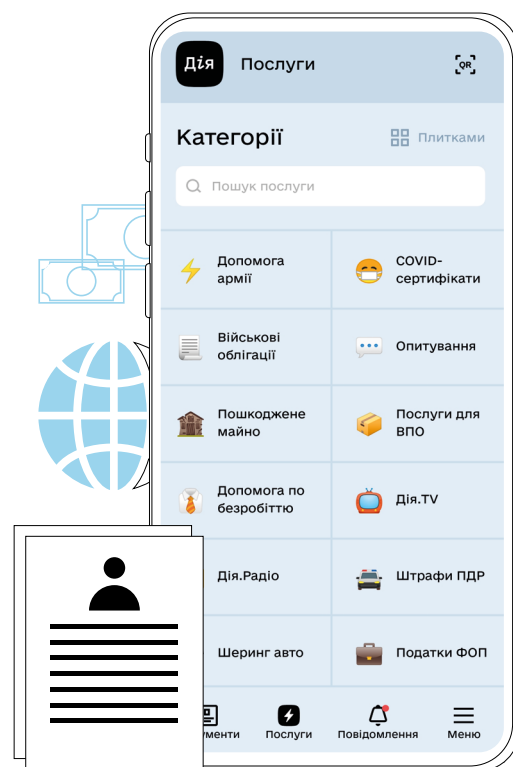 Дія Послуги QR
Категорії Плитками
Пошук послуги
Допомога
армії
COVID-
сертифікати
Військові
облігації
Опитування
Пошкоджене
майно
Послуги для
ВПО
Допомога по
безробіттю
Дія.TV
Дія.Радіо
Штрафи ПДР
Шеринг авто
Податки ФОП
ументи Послуги Повідомлення Меню